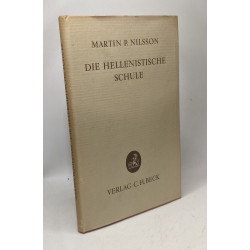 MARTIN P. NILSSON
DIE HELLENISTISCHE
SCHULE
VERLAG C.H.BECK